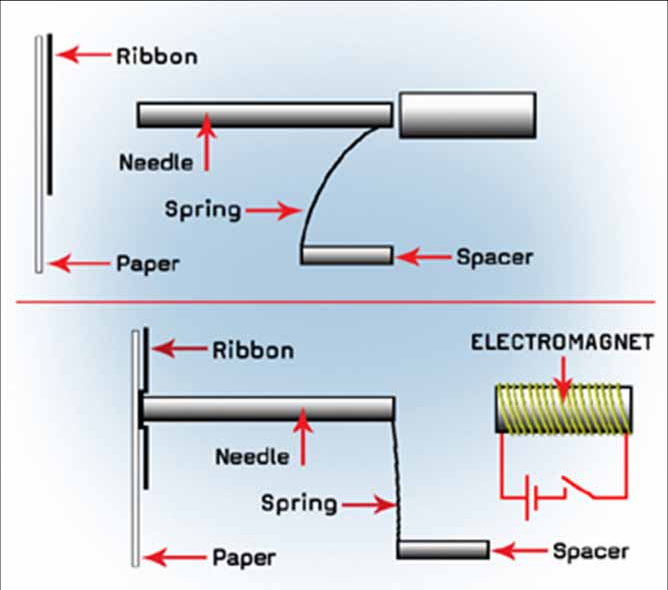 Ribbon
Needle
Spring
Spacer
Paper
Ribbon
ELECTROMAGNET
Needle
Spring
Spacer
Paper